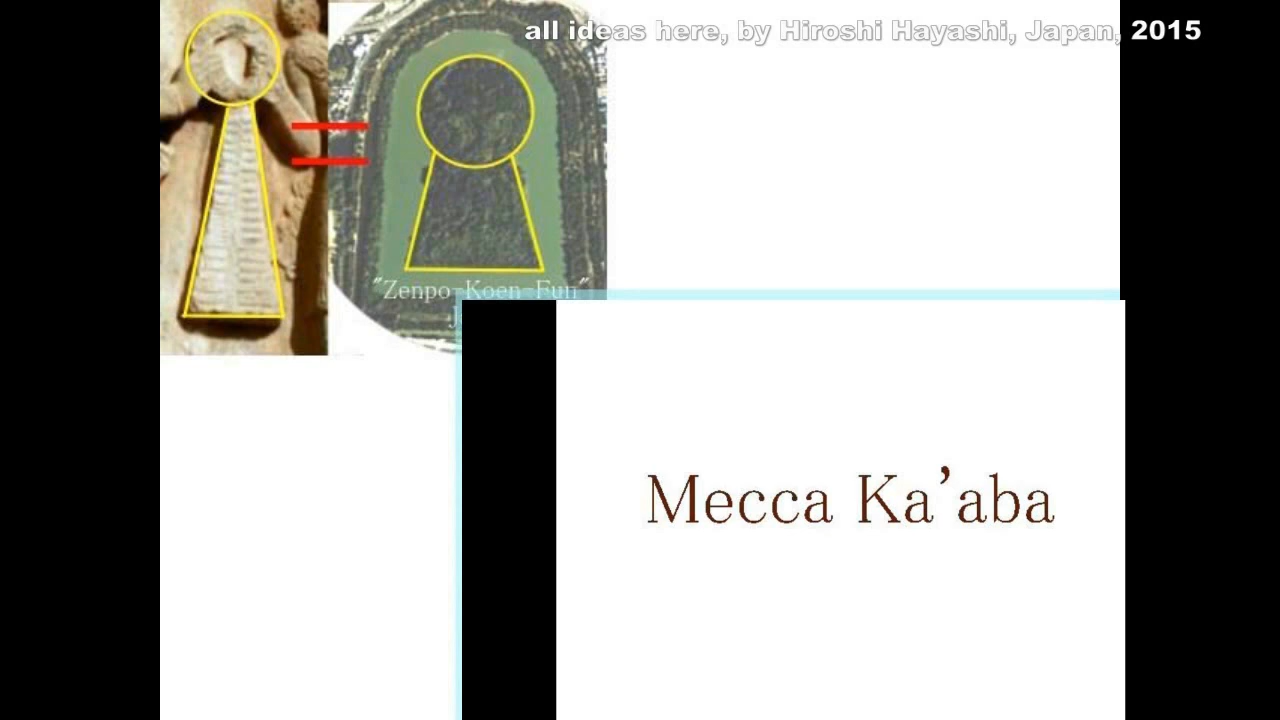 all ideas here, by Hiroshi Hayashi, Japan, 2015
"Zenpo-Koen-Fun"
Mecca Ka’aba